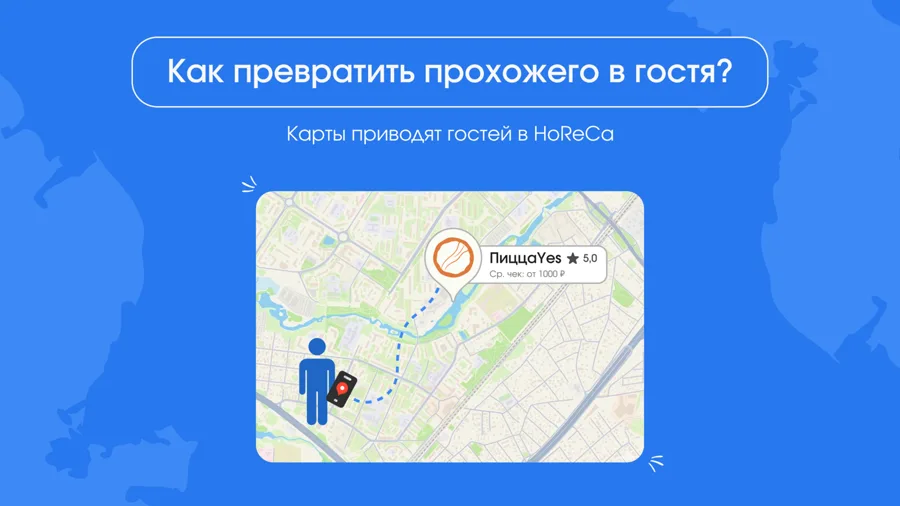 Как превратить прохожего в гостя?
Карты приводят гостей в HoReCa
ПиццаYes ★ 5,0
Ср. чек: от 1000 ₽